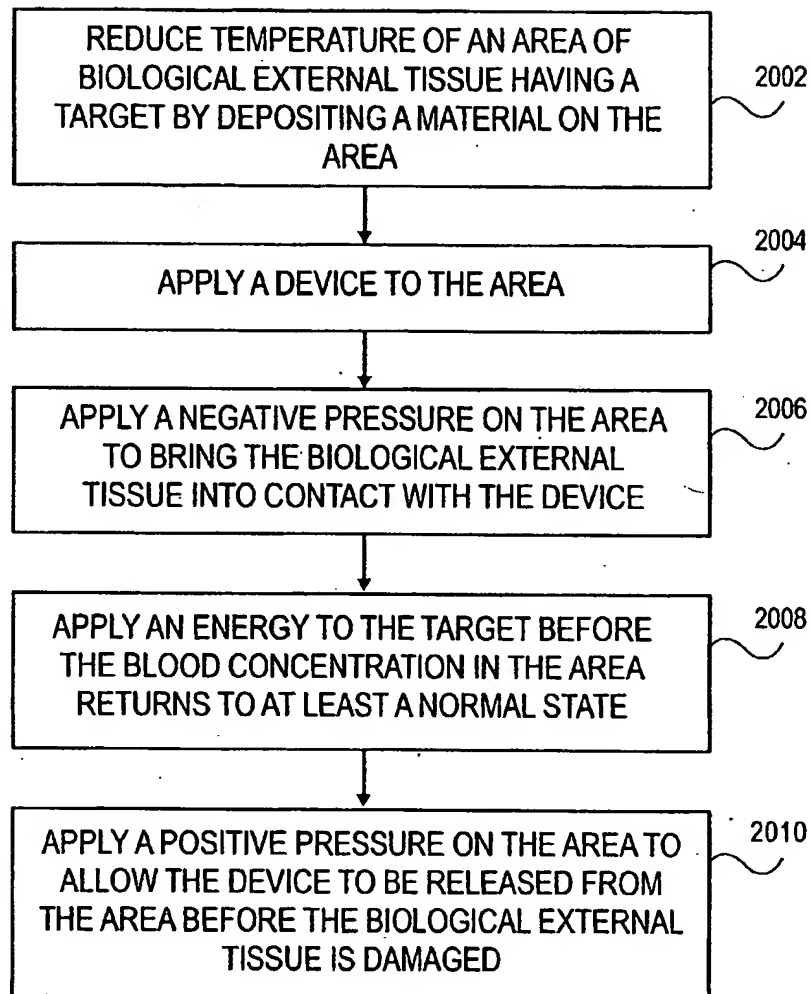 REDUCE TEMPERATURE OF AN AREA OF
BIOLOGICAL EXTERNAL TISSUE HAVING A
TARGET BY DEPOSITING A MATERIAL ON THE
AREA
2002
APPLY A DEVICE TO THE AREA
2004
APPLY A NEGATIVE PRESSURE ON THE AREA
TO BRING THE BIOLOGICAL EXTERNAL
TISSUE INTO CONTACT WITH THE DEVICE
2006
APPLY AN ENERGY TO THE TARGET BEFORE
THE BLOOD CONCENTRATION IN THE AREA
RETURNS TO AT LEAST A NORMAL STATE
2008
APPLY A POSITIVE PRESSURE ON THE AREA TO
ALLOW THE DEVICE TO BE RELEASED FROM
THE AREA BEFORE THE BIOLOGICAL EXTERNAL
TISSUE IS DAMAGED
2010